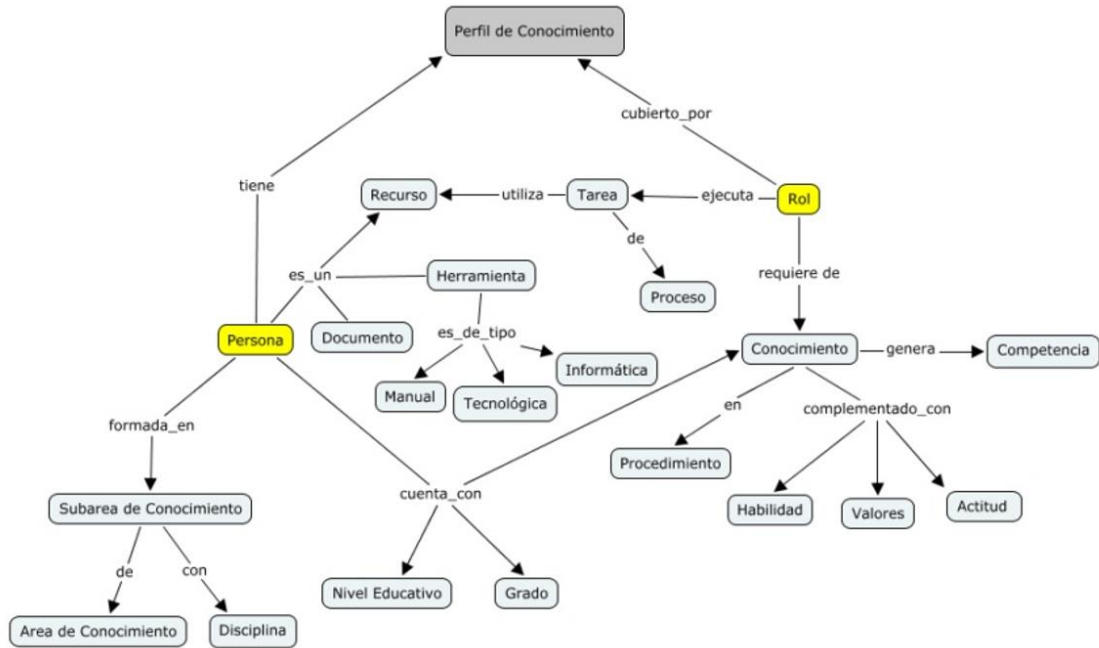 Perfil de Conocimiento
cubierto_por
tiene
Recurso
utiliza
Tarea
ejecuta
Rol
de
es_un
Herramienta
requiere de
Proceso
Persona
Documento
es_de_tipo
Conocimiento
genera
Competencia
Informática
Manual
Tecnológica
en
complementado_con
formada_en
Procedimiento
cuenta_con
Subarea de Conocimiento
Habilidad
Valores
Actitud
de
con
Nivel Educativo
Grado
Area de Conocimiento
Disciplina